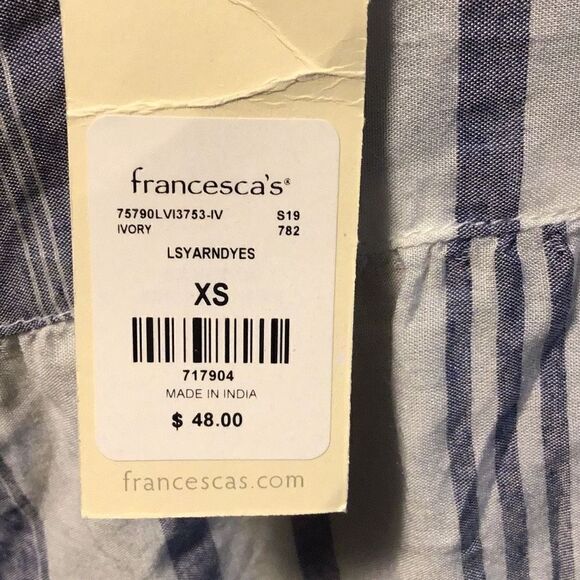 francesca's®
75790LVI3753-IV S19
IVORY 782
LSYARNDYES
XS
717904
MADE IN INDIA
$ 48.00
francescas.com